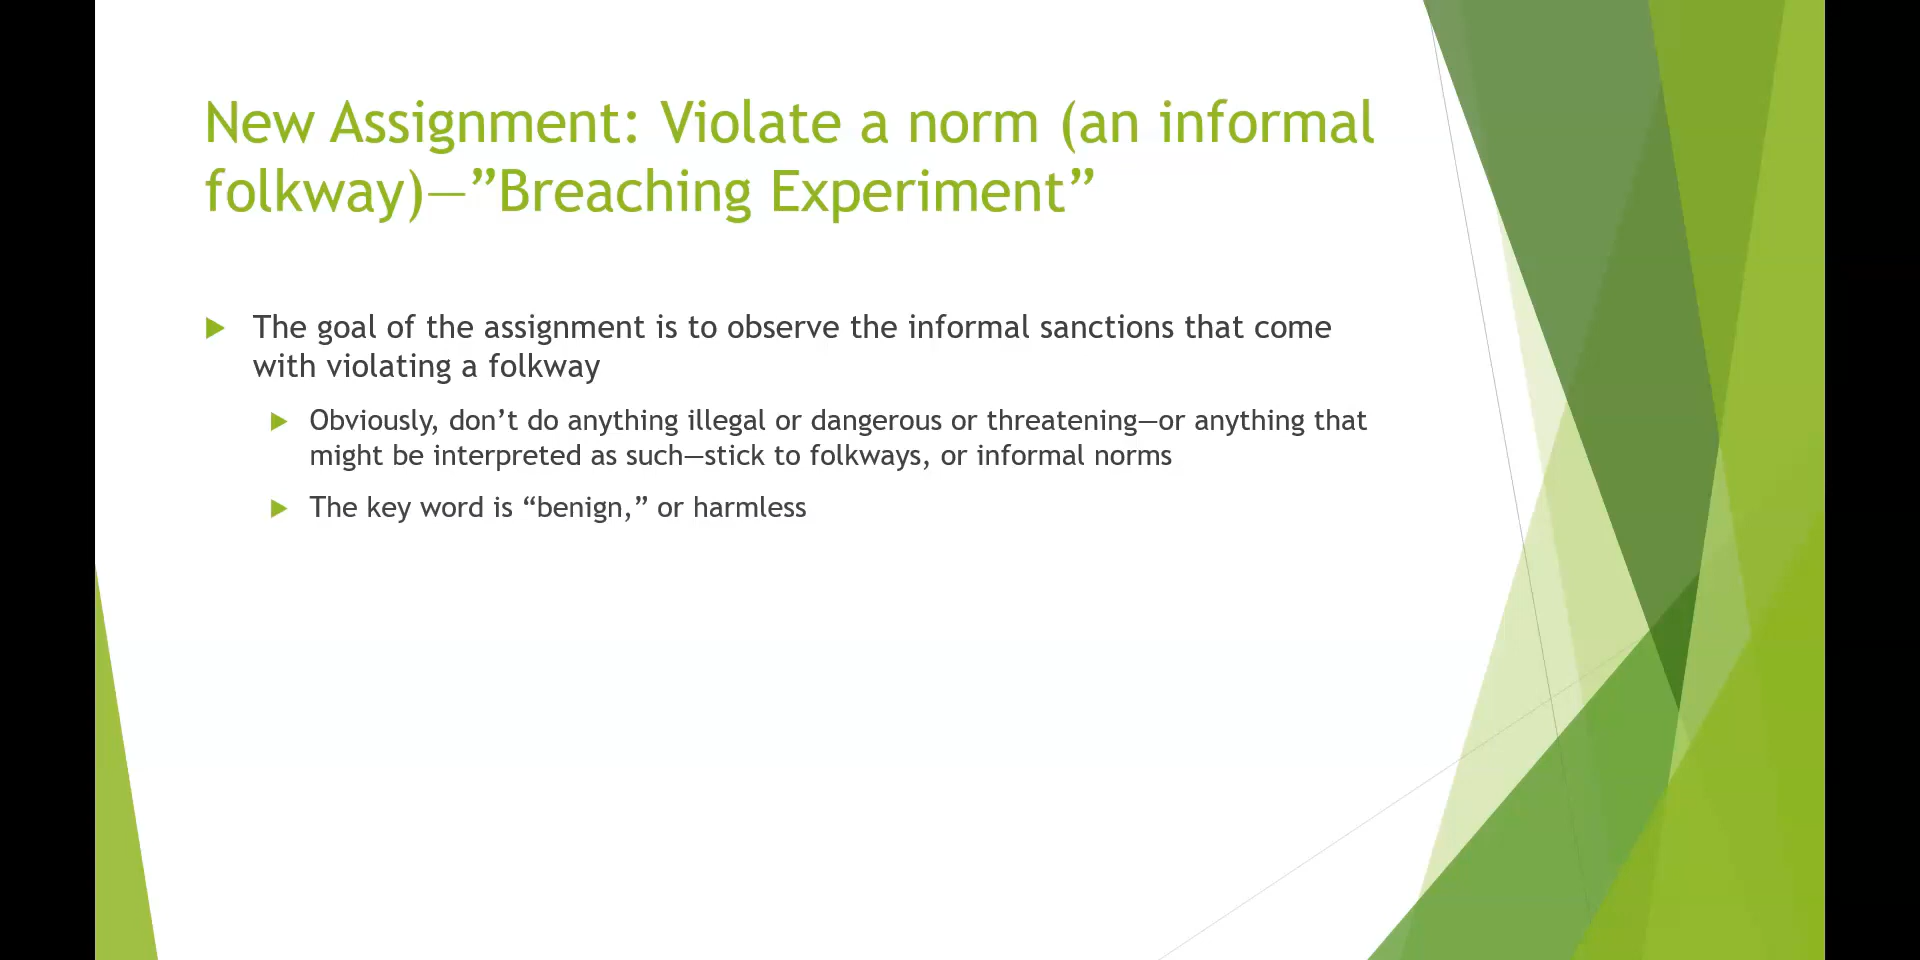 New Assignment: Violate a norm (an informal
folkway)—”Breaching Experiment”
The goal of the assignment is to observe the informal sanctions that come
with violating a folkway
Obviously, don’t do anything illegal or dangerous or threatening—or anything that
might be interpreted as such—stick to folkways, or informal norms
The key word is “benign,” or harmless